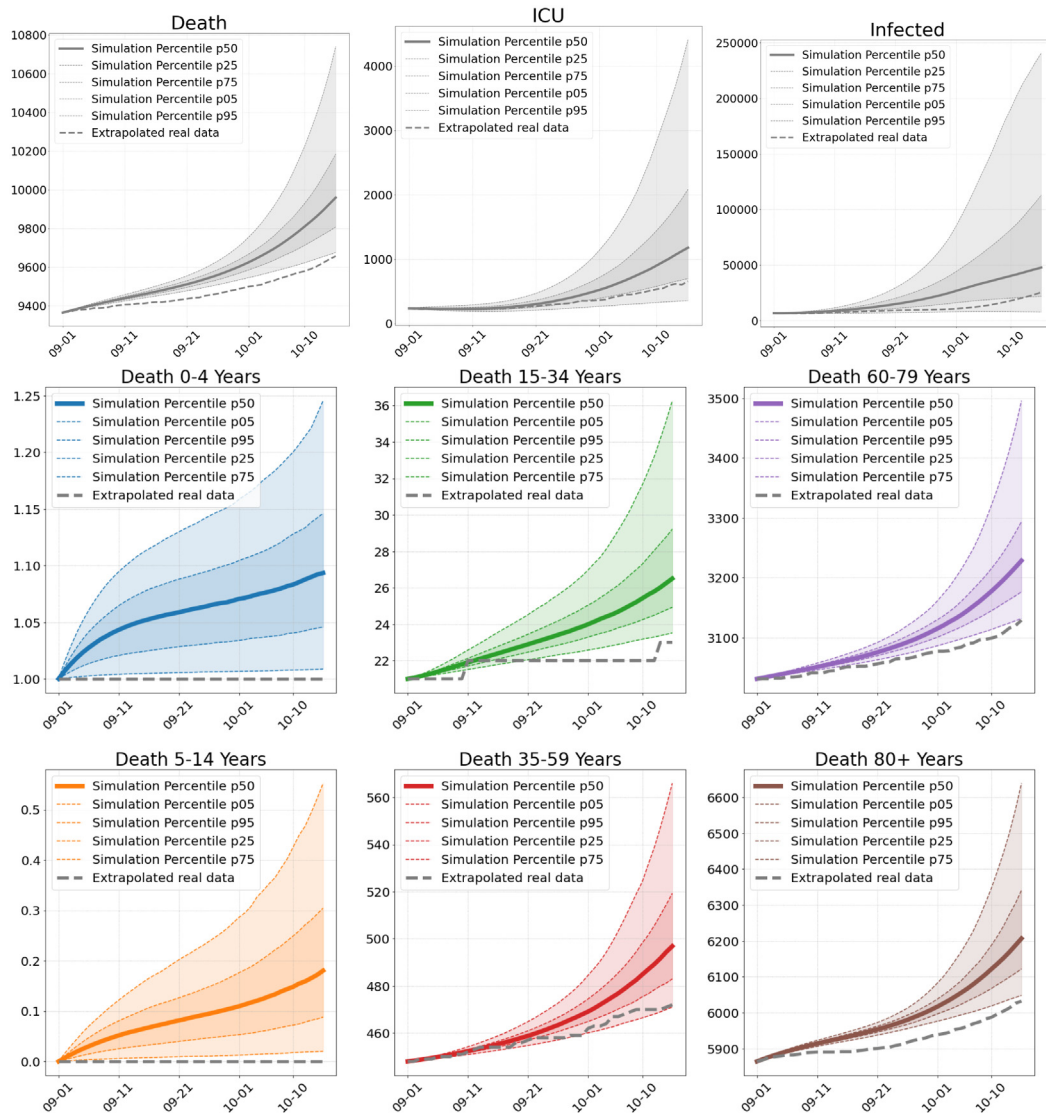 Death
10800
10600
10400
10200
10000
9800
9600
9400
Simulation Percentile p50
Simulation Percentile p25
Simulation Percentile p75
Simulation Percentile p05
Simulation Percentile p95
Extrapolated real data
09-01
09-11
09-21
10-01
10-10
ICU
4000
3000
2000
1000
0
Simulation Percentile p50
Simulation Percentile p25
Simulation Percentile p75
Simulation Percentile p05
Simulation Percentile p95
Extrapolated real data
09-01
09-11
09-21
10-01
10-10
Infected
250000
200000
150000
100000
50000
0
Simulation Percentile p50
Simulation Percentile p25
Simulation Percentile p75
Simulation Percentile p05
Simulation Percentile p95
Extrapolated real data
09-01
09-11
09-21
10-01
10-10
Death 0-4 Years
1.25
1.20
1.15
1.10
1.05
1.00
Simulation Percentile p50
Simulation Percentile p05
Simulation Percentile p95
Simulation Percentile p25
Simulation Percentile p75
Extrapolated real data
09-01
09-11
09-21
10-01
10-10
Death 15-34 Years
36
34
32
30
28
26
24
22
Simulation Percentile p50
Simulation Percentile p05
Simulation Percentile p95
Simulation Percentile p25
Simulation Percentile p75
Extrapolated real data
09-01
09-11
09-21
10-01
10-10
Death 60-79 Years
3500
3400
3300
3200
3100
Simulation Percentile p50
Simulation Percentile p05
Simulation Percentile p95
Simulation Percentile p25
Simulation Percentile p75
Extrapolated real data
09-01
09-11
09-21
10-01
10-10
Death 5-14 Years
0.5
0.4
0.3
0.2
0.1
0.0
Simulation Percentile p50
Simulation Percentile p05
Simulation Percentile p95
Simulation Percentile p25
Simulation Percentile p75
Extrapolated real data
09-01
09-11
09-21
10-01
10-10
Death 35-59 Years
560
540
520
500
480
460
Simulation Percentile p50
Simulation Percentile p05
Simulation Percentile p95
Simulation Percentile p25
Simulation Percentile p75
Extrapolated real data
09-01
09-11
09-21
10-01
10-10
Death 80+ Years
6600
6500
6400
6300
6200
6100
6000
5900
Simulation Percentile p50
Simulation Percentile p05
Simulation Percentile p95
Simulation Percentile p25
Simulation Percentile p75
Extrapolated real data
09-01
09-11
09-21
10-01
10-10